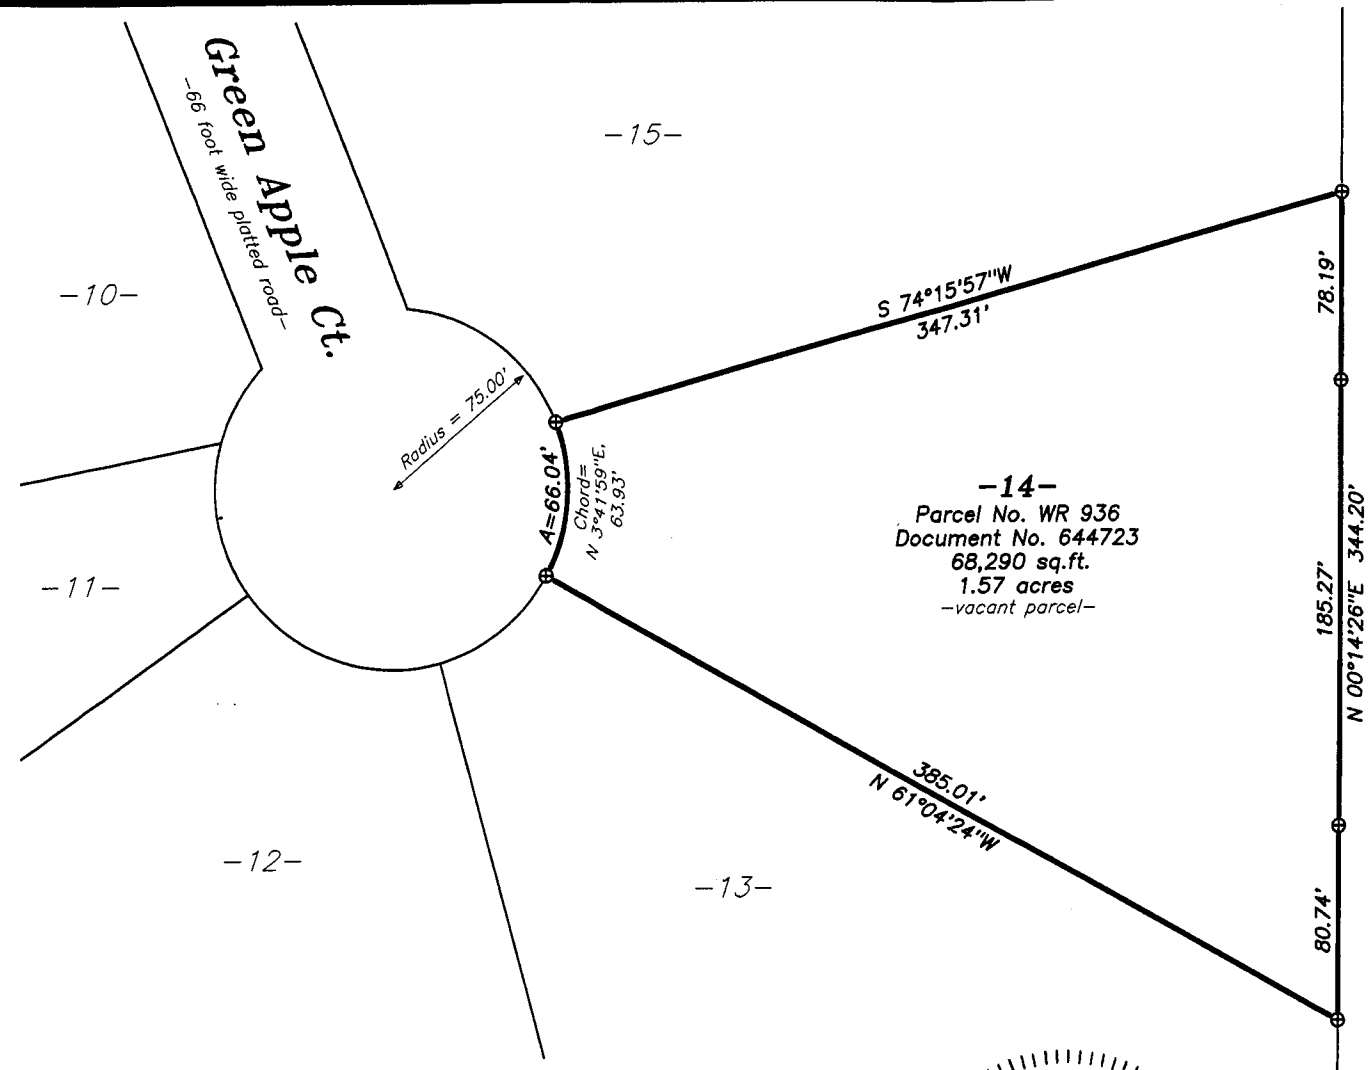 Green Apple Ct.
-66 foot wide platted road-
-15-
-10-
S 74°15'57"W
347.31'
78.19'
Radius = 75.00'
A=66.04'
Chord=
N 3°41'59"E,
63.93'
-14-
Parcel No. WR 936
Document No. 644723
68,290 sq.ft.
1.57 acres
-vacant parcel-
185.27'
N 00°14'26"E 344.20'
-11-
385.01'
N 61°04'24"W
-12-
-13-
80.74'